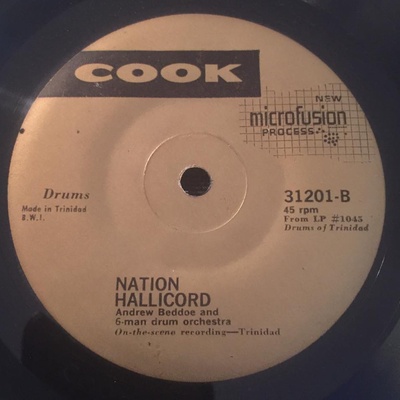 COOK
NEW
microfusion
PROCESS
Drums
Made in Trinidad
B.W.I.
31201-B
45 rpm
From LP #1045
Drums of Trinidad
NATION
HALLICORD
Andrew Beddoe and
6-man drum orchestra
On-the-scene recording—Trinidad